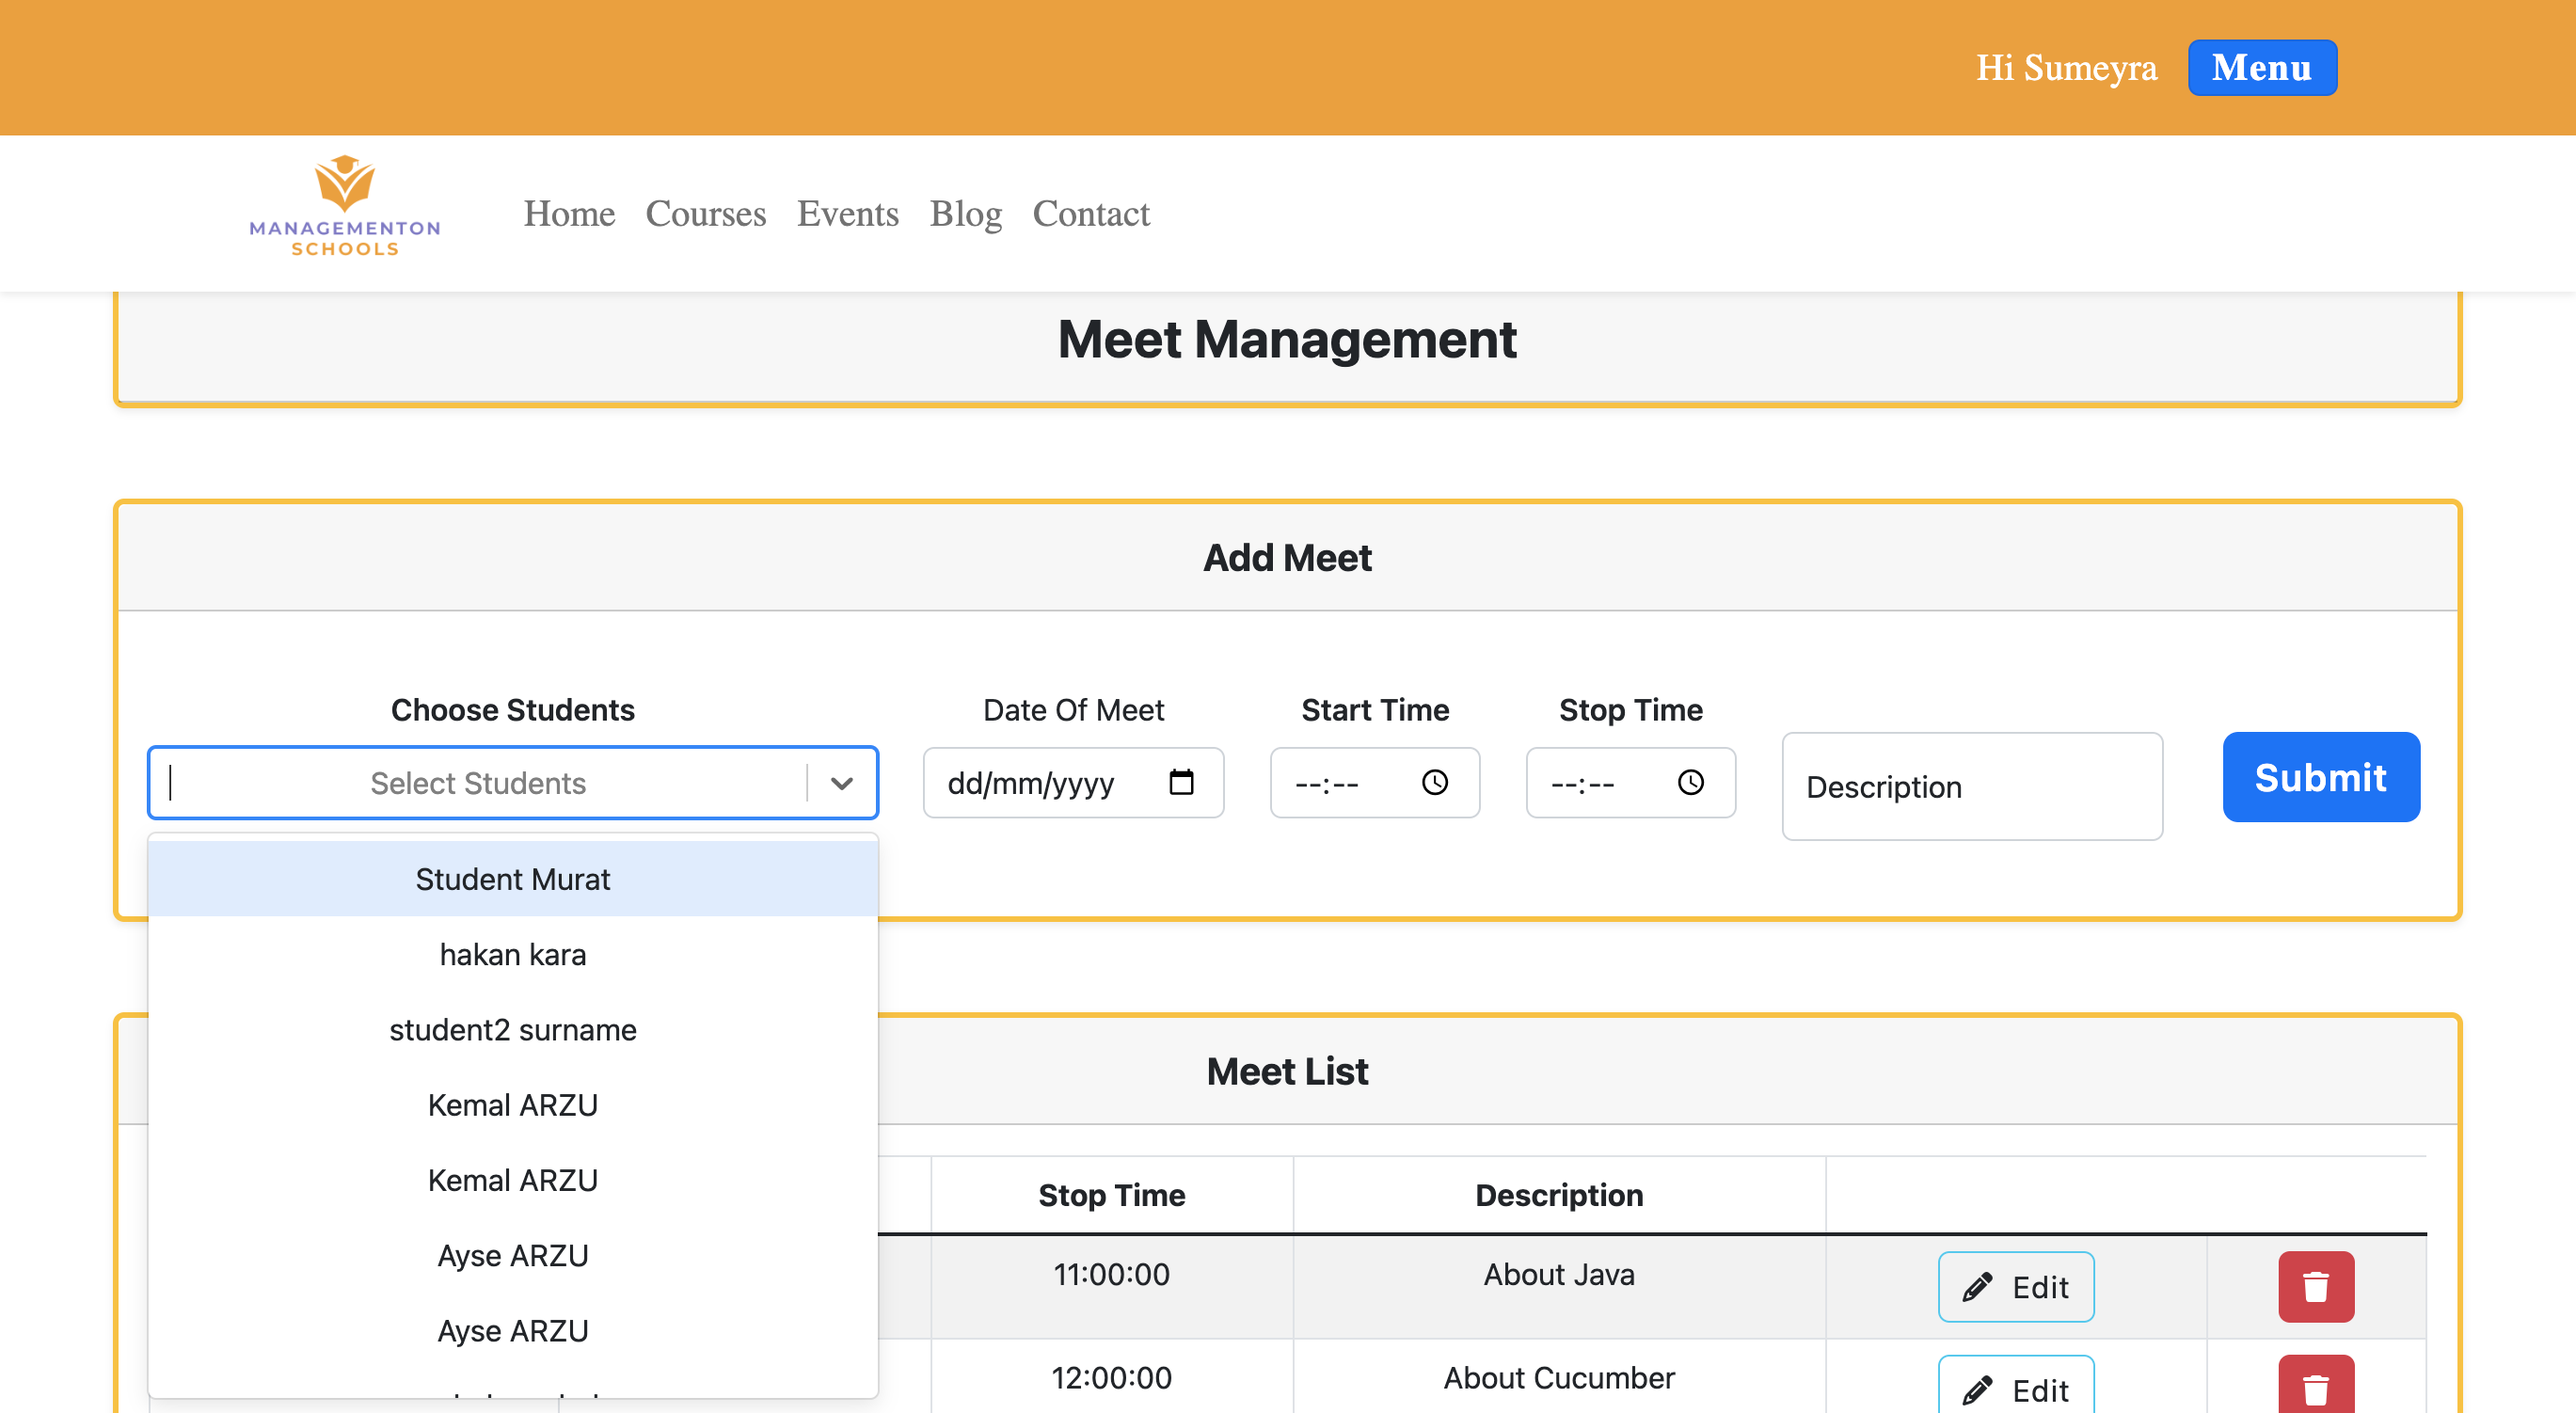 Hi Sumeyra Menu
MANAGEMENTON
SCHOOLS
Home Courses Events Blog Contact
Meet Management
Add Meet
Choose Students Date Of Meet Start Time Stop Time
Select Students dd/mm/yyyy --:-- --:-- Description Submit
Student Murat
hakan kara
student2 surname
Kemal ARZU
Kemal ARZU
Ayse ARZU
Ayse ARZU
Meet List
Stop Time Description
11:00:00 About Java Edit
12:00:00 About Cucumber Edit